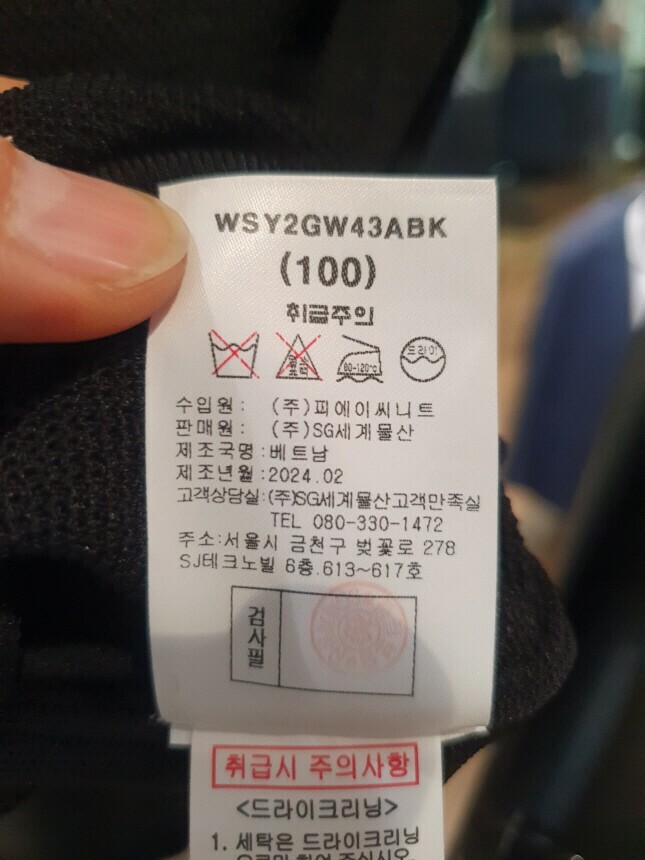 WSY2GW43ABK
(100)
취급주의
80-120℃
드라이
수입원: (주)피에이씨니트
판매원: (주)SG세계물산
제조국명:베트남
제조년월:2024.02
고객상담실:(주)SG세계물산고객만족실
TEL 080-330-1472
주소:서울시 금천구 벚꽃로 278
SJ테크노빌 6층.613~617호
검사필
취급시 주의사항
<드라이크리닝>
1. 세탁은 드라이크리닝